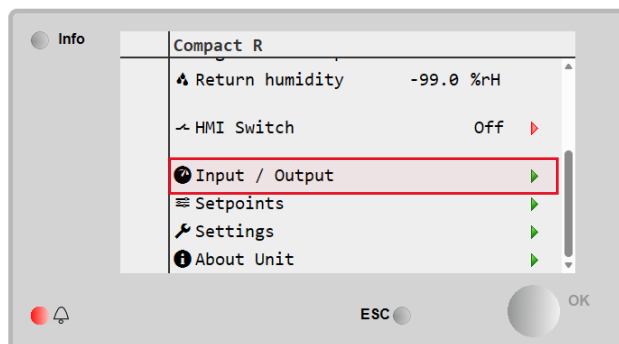 Info
Compact R
Return humidity -99.0 %rH
HMI Switch Off
Input / Output
Setpoints
Settings
About Unit
ESC
OK